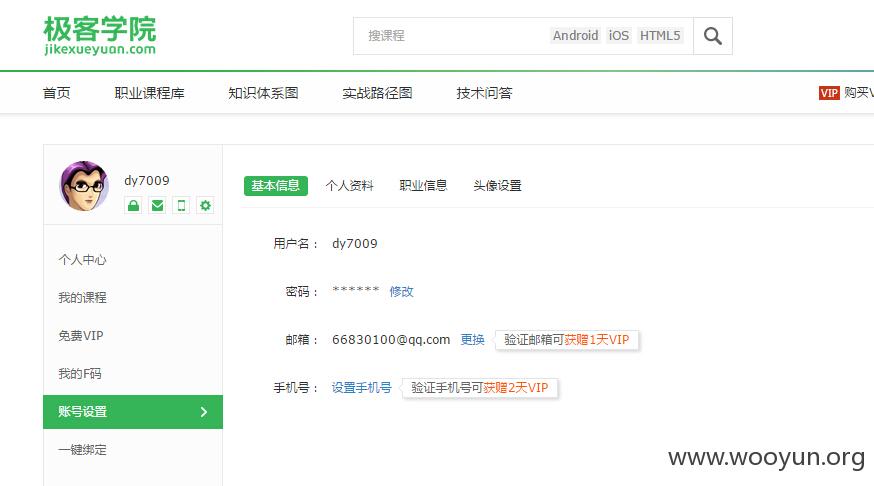 极客学院
jikexueyuan.com
搜课程 Android iOS HTML5
首页 职业课程库 知识体系图 实战路径图 技术问答 VIP 购买V
dy7009
基本信息 个人资料 职业信息 头像设置
用户名： dy7009
密码： ****** 修改
邮箱： 66830100@qq.com 更换 验证邮箱可获赠1天VIP
手机号： 设置手机号 验证手机号可获赠2天VIP
个人中心
我的课程
免费VIP
我的F码
账号设置
一键绑定
www.wooyun.org